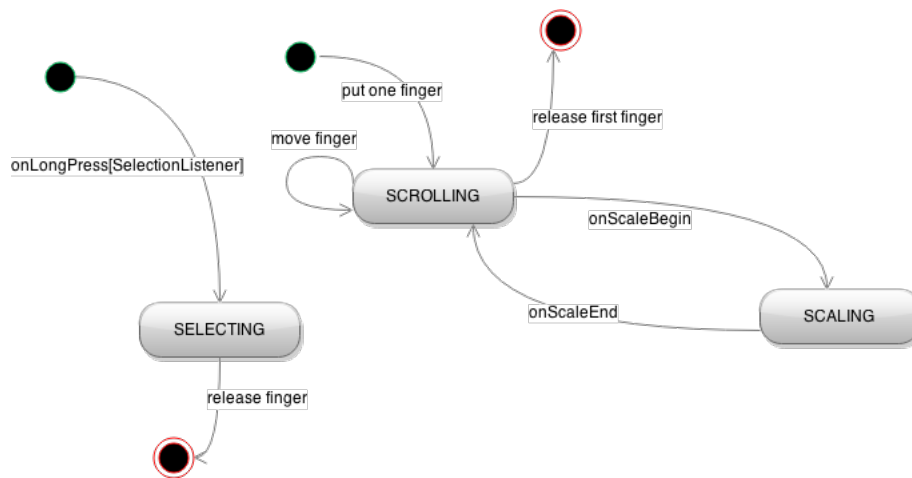 put one finger
release first finger
move finger
onLongPress[SelectionListener]
SCROLLING
onScaleBegin
onScaleEnd
SCALING
SELECTING
release finger